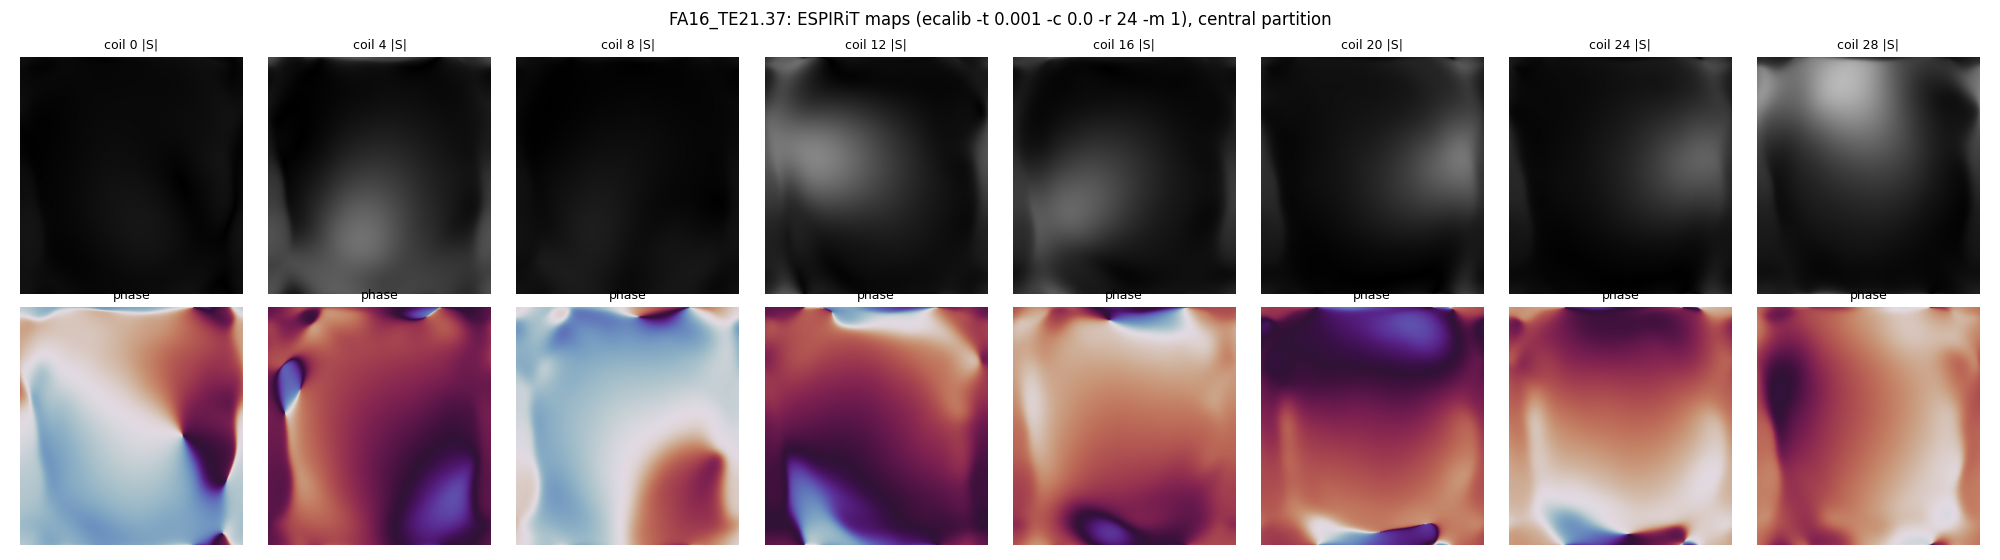 FA16_TE21.37: ESPIRiT maps (ecalib -t 0.001 -c 0.0 -r 24 -m 1), central partition
coil 0 |S| coil 4 |S| coil 8 |S| coil 12 |S| coil 16 |S| coil 20 |S| coil 24 |S| coil 28 |S|
phase phase phase phase phase phase phase phase